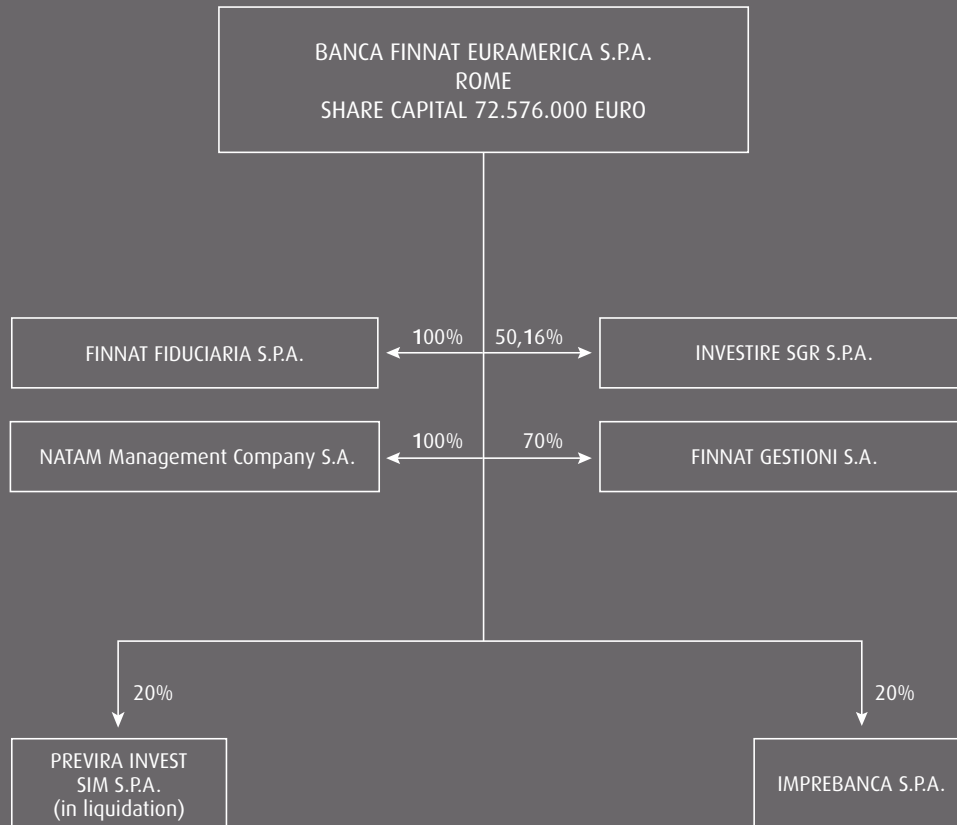 BANCA FINNAT EURAMERICA S.P.A.
ROME
SHARE CAPITAL 72.576.000 EURO
100%
50,16%
FINNAT FIDUCIARIA S.P.A.
INVESTIRE SGR S.P.A.
100%
70%
NATAM Management Company S.A.
FINNAT GESTIONI S.A.
20%
20%
PREVIRA INVEST
SIM S.P.A.
(in liquidation)
IMPREBANCA S.P.A.